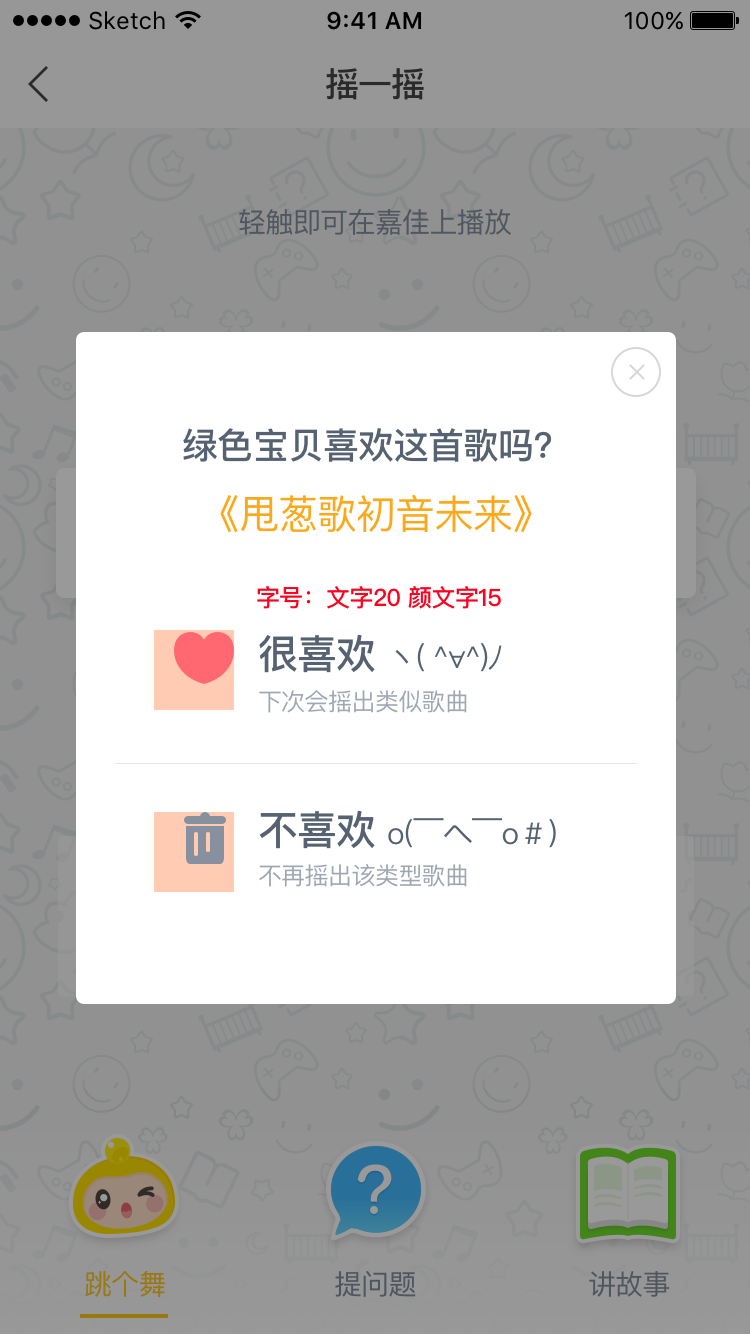 ●●●●● Sketch 9:41 AM 100%
摇一摇
轻触即可在嘉佳上播放
绿色宝贝喜欢这首歌吗?
《甩葱歌初音未来》
字号：文字20 颜文字15
很喜欢 ヽ( ^∀^)ﾉ
下次会摇出类似歌曲
不喜欢 o(￣ヘ￣o＃)
不再摇出该类型歌曲
跳个舞 提问题 讲故事